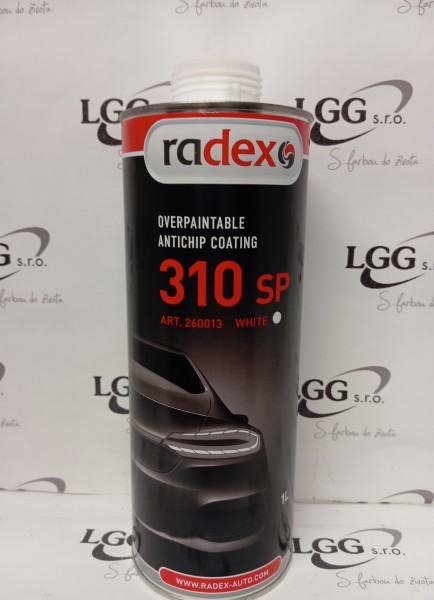 S farbou do života
radex
OVERPAINTABLE
ANTICHIP COATING
310 SP
ART. 260013 WHITE
1L
WWW.RADEX-AUTO.COM
LGG s.r.o.
S farbou do života
LGG s.r.o.
S farbou do života
G s.r.o.
farbou do života
LGG s.r.o.
S farbou do života
LGG
LGG s.r.o.
S farbou do života
LGG s.r.o.
S farbou do života